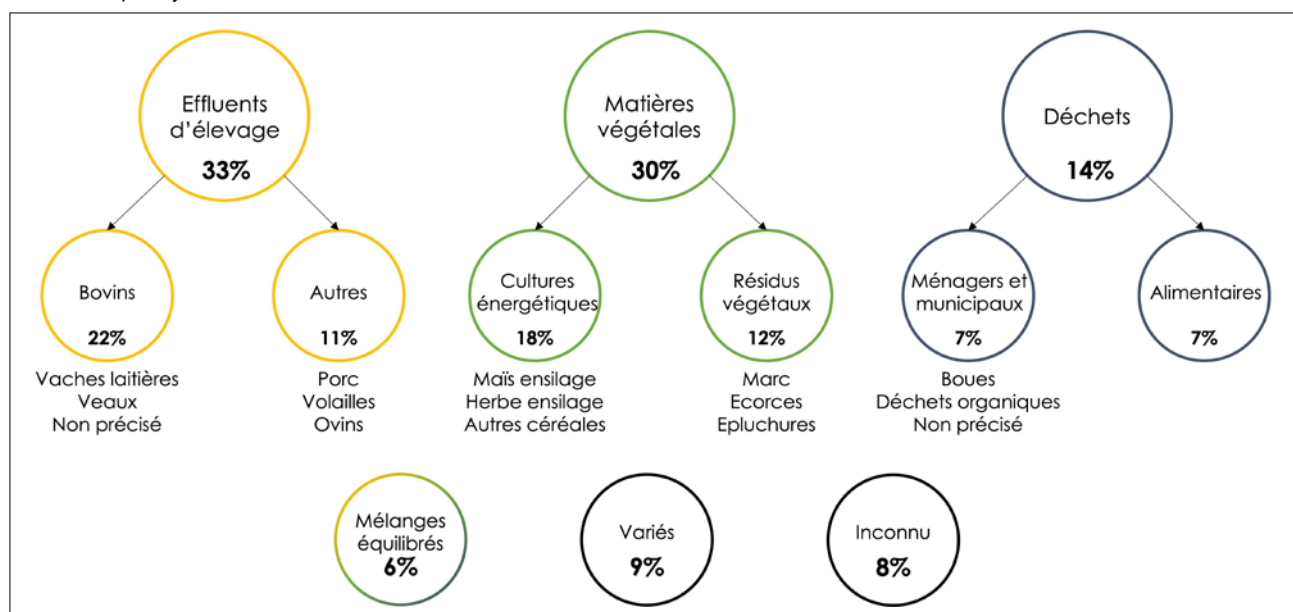 Effluents
d'élevage
33%
Matières
végétales
30%
Déchets
14%
Bovins
22%
Autres
11%
Cultures
énergétiques
18%
Résidus
végétaux
12%
Ménagers et
municipaux
7%
Alimentaires
7%
Vaches laitières
Veaux
Non précisé
Porc
Volailles
Ovins
Maïs ensilage
Herbe ensilage
Autres céréales
Marc
Ecorces
Epluchures
Boues
Déchets organiques
Non précisé
Mélanges
équilibrés
6%
Variés
9%
Inconnu
8%